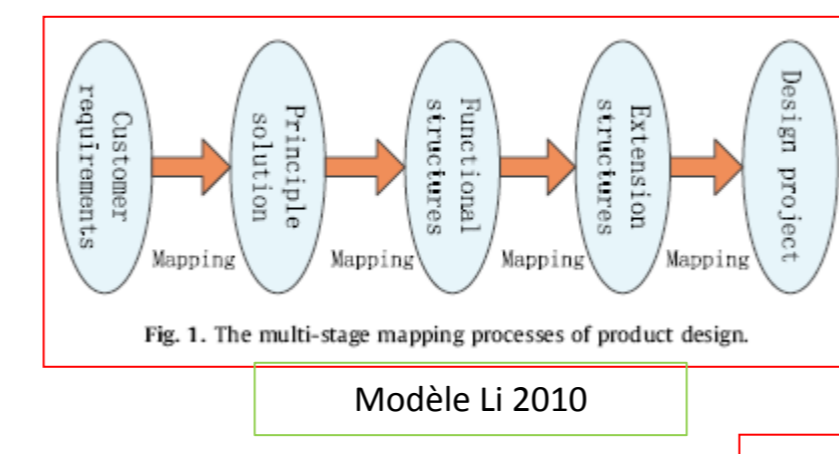 Customer
requirements
Mapping
Principle
solution
Mapping
Functional
structures
Mapping
Extension
structures
Mapping
Design project
Fig. 1. The multi-stage mapping processes of product design.
Modèle Li 2010